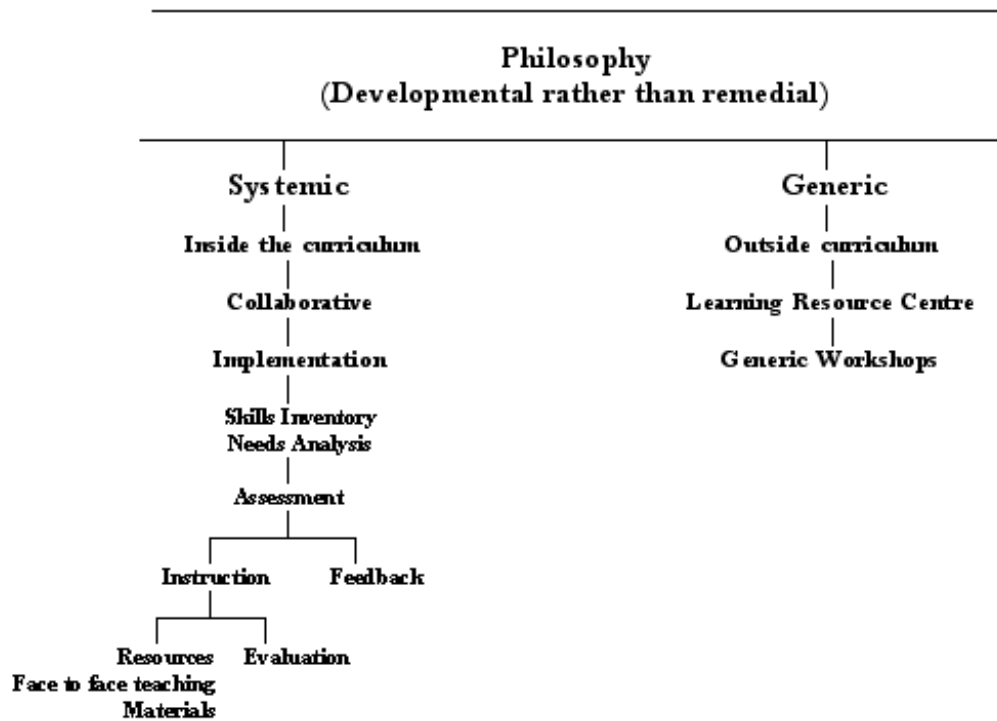 Philosophy
(Developmental rather than remedial)
Systemic
Generic
Inside the curriculum
Outside curriculum
Collaborative
Learning Resource Centre
Implementation
Generic Workshops
Skills Inventory
Needs Analysis
Assessment
Instruction
Feedback
Resources
Evaluation
Face to face teaching
Materials